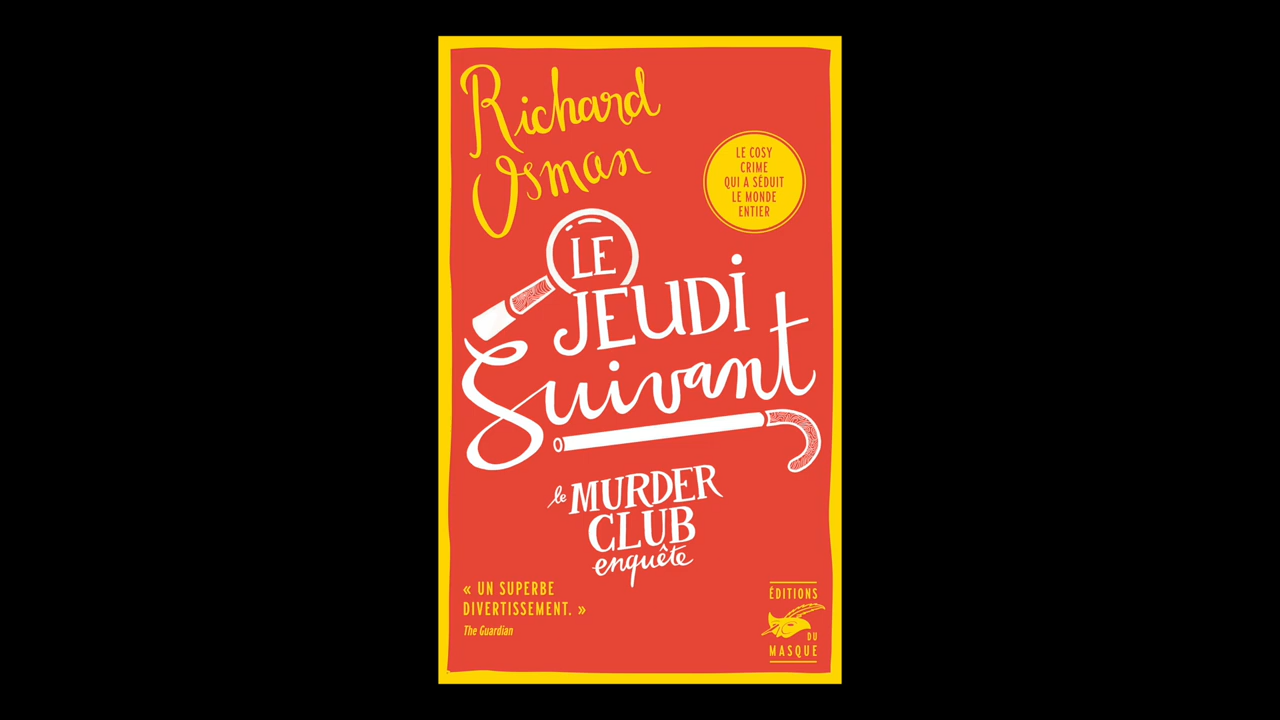 Richard
Osman
LE COSY
CRIME
QUI A SÉDUIT
LE MONDE
ENTIER
LE
JEUDI
Suivant
le MURDER
CLUB
enquête
« UN SUPERBE
DIVERTISSEMENT. »
The Guardian
ÉDITIONS
DU
MASQUE